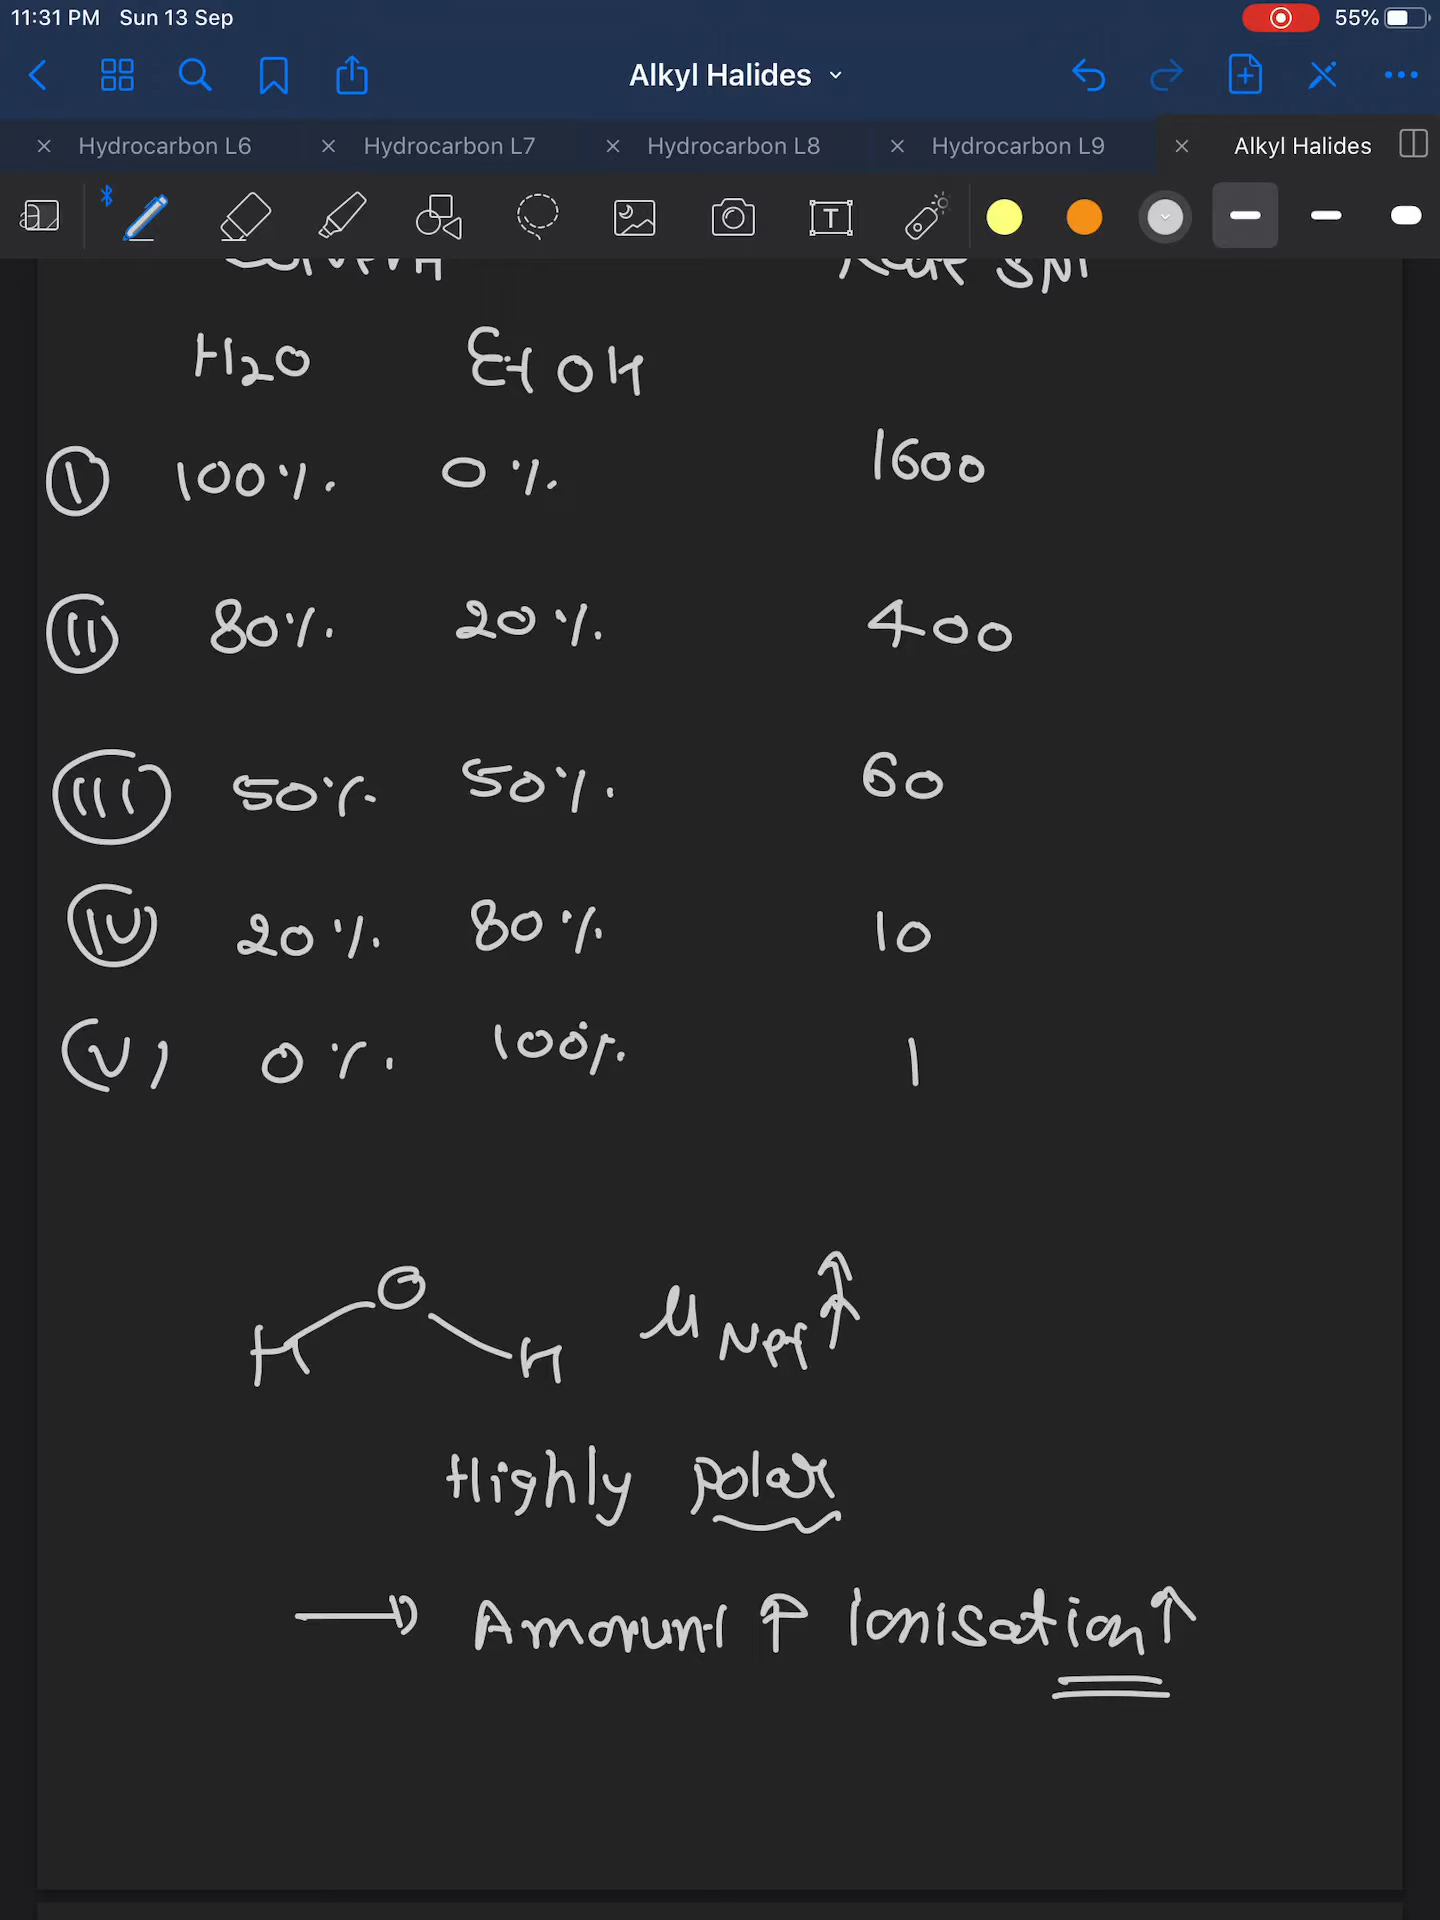 11:31 PM Sun 13 Sep 55%
Alkyl Halides
Hydrocarbon L6 Hydrocarbon L7 Hydrocarbon L8 Hydrocarbon L9 Alkyl Halides
a T
SN1
H2O EtOH
(I) 100% 0% 1600
(II) 80% 20% 400
(III) 50% 50% 60
(IV) 20% 80% 10
(V) 0% 100% 1
O
H H μ Net ↑↑
Highly polar
→ Amount ↑ Ionisation ↑